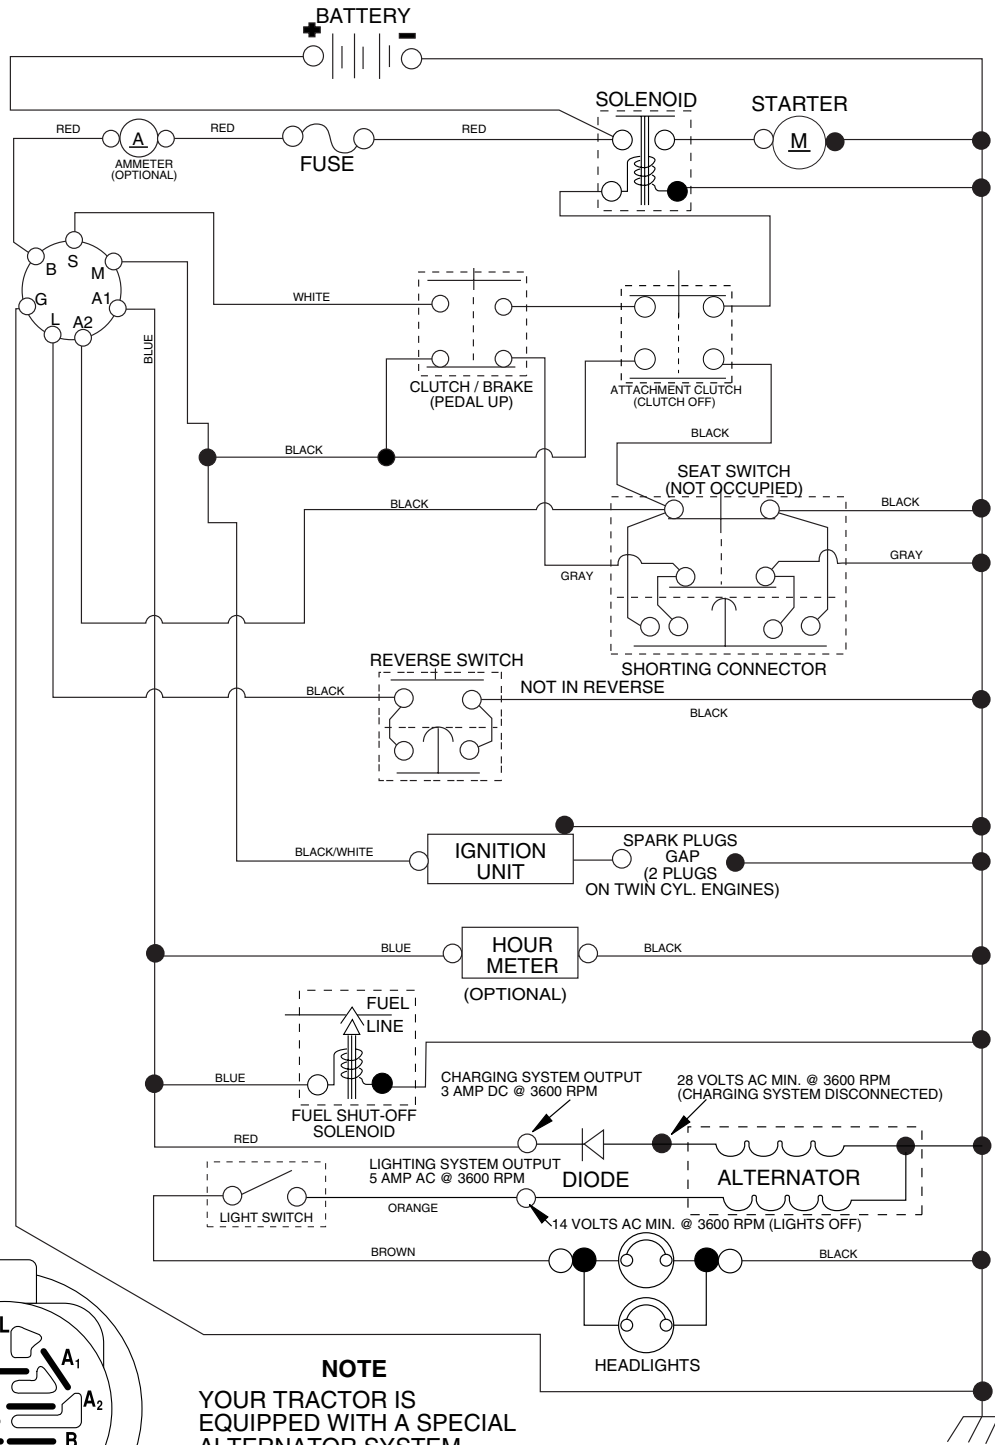 BATTERY
+ -
SOLENOID
STARTER
RED
A
RED
RED
M
AMMETER
(OPTIONAL)
FUSE
S
B
M
G
A1
L
A2
WHITE
BLUE
CLUTCH / BRAKE
(PEDAL UP)
ATTACHMENT CLUTCH
(CLUTCH OFF)
BLACK
BLACK
SEAT SWITCH
(NOT OCCUPIED)
BLACK
BLACK
GRAY
GRAY
SHORTING CONNECTOR
REVERSE SWITCH
NOT IN REVERSE
BLACK
BLACK
BLACK/WHITE
IGNITION
UNIT
SPARK PLUGS
GAP
(2 PLUGS
ON TWIN CYL. ENGINES)
BLUE
HOUR
METER
BLACK
(OPTIONAL)
FUEL
LINE
BLUE
FUEL SHUT-OFF
SOLENOID
CHARGING SYSTEM OUTPUT
3 AMP DC @ 3600 RPM
28 VOLTS AC MIN. @ 3600 RPM
(CHARGING SYSTEM DISCONNECTED)
RED
LIGHTING SYSTEM OUTPUT
5 AMP AC @ 3600 RPM
DIODE
ALTERNATOR
LIGHT SWITCH
ORANGE
14 VOLTS AC MIN. @ 3600 RPM (LIGHTS OFF)
BROWN
BLACK
HEADLIGHTS
L
A1
A2
B
NOTE
YOUR TRACTOR IS
EQUIPPED WITH A SPECIAL
ALTERNATOR SYSTEM